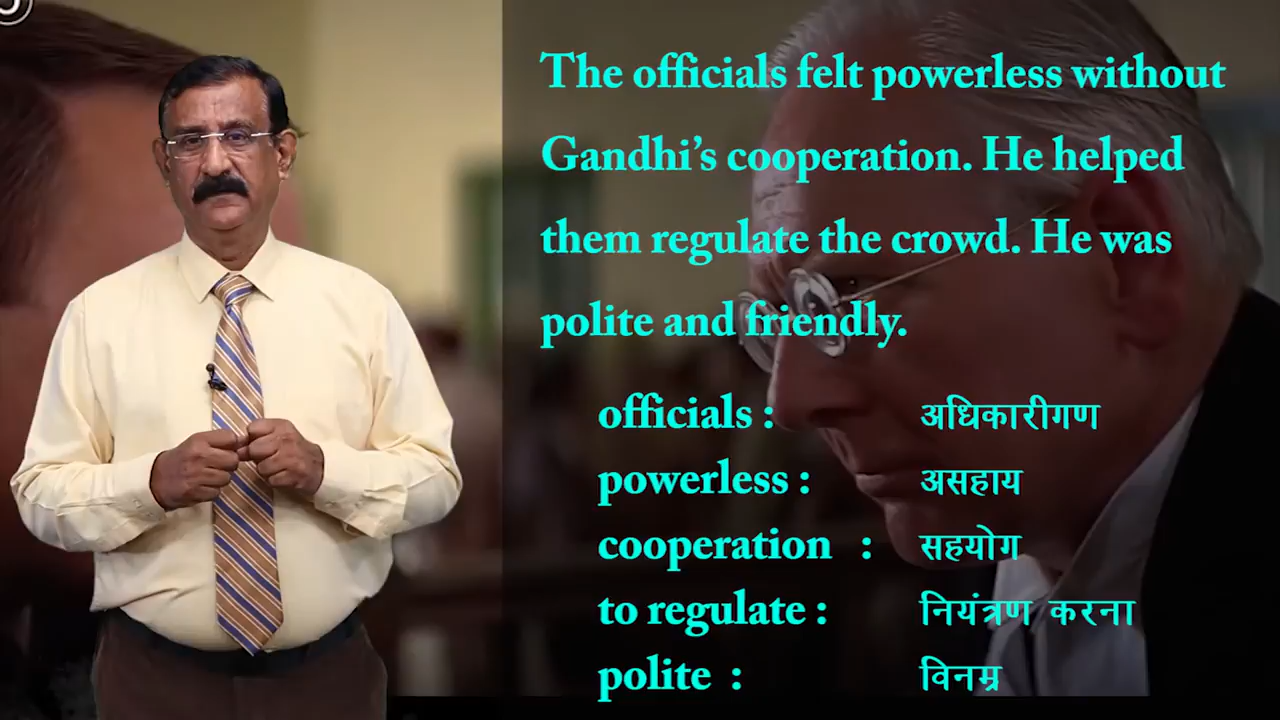 The officials felt powerless without
Gandhi's cooperation. He helped
them regulate the crowd. He was
polite and friendly.
officials : अधिकारीगण
powerless : असहाय
cooperation : सहयोग
to regulate : नियंत्रण करना
polite : विनम्र